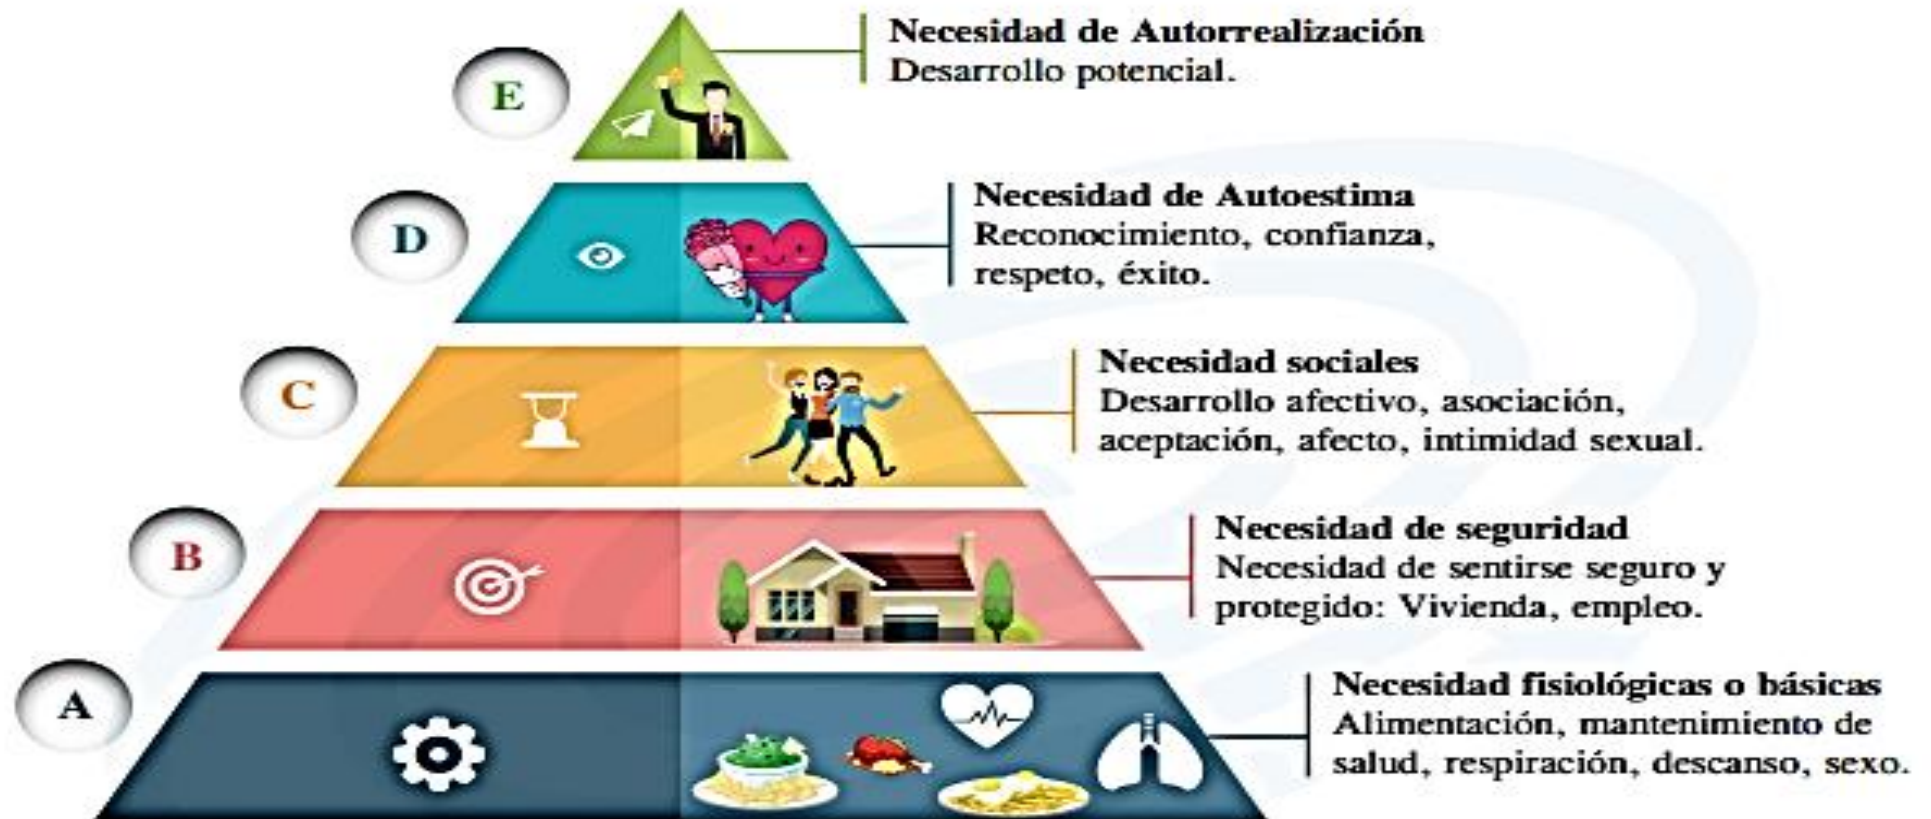 E
Necesidad de Autorrealización
Desarrollo potencial.
D
Necesidad de Autoestima
Reconocimiento, confianza,
respeto, éxito.
C
Necesidad sociales
Desarrollo afectivo, asociación,
aceptación, afecto, intimidad sexual.
B
Necesidad de seguridad
Necesidad de sentirse seguro y
protegido: Vivienda, empleo.
A
Necesidad fisiológicas o básicas
Alimentación, mantenimiento de
salud, respiración, descanso, sexo.